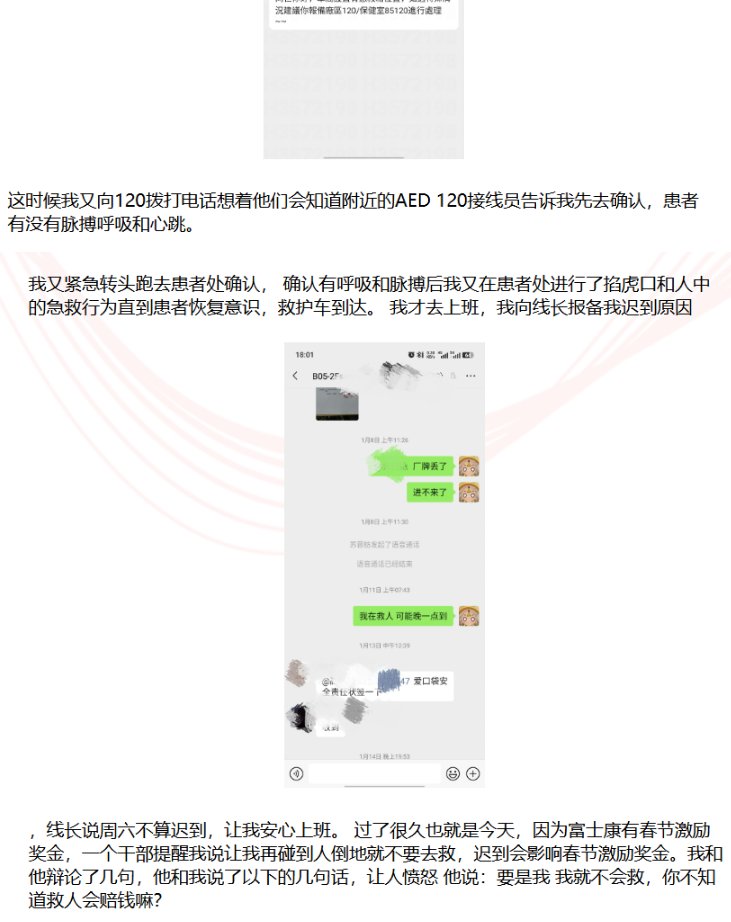 况建議你報備廠區120/保健室85120進行處理
这时候我又向120拨打电话想着他们会知道附近的AED 120接线员告诉我先去确认，患者
有没有脉搏呼吸和心跳。
我又紧急转头跑去患者处确认， 确认有呼吸和脉搏后我又在患者处进行了掐虎口和人中
的急救行为直到患者恢复意识，救护车到达。 我才去上班，我向线长报备我迟到原因
18:01
B05-2F
1月8日 上午11:26
厂牌丢了
进不来了
1月8日 上午11:30
发起了语音通话
语音通话已经结束
1月11日 上午07:43
我在救人 可能晚一点到
1月13日 中午12:39
47 爱口袋安
全责任状签一下
收到
1月14日 晚上19:53
，线长说周六不算迟到，让我安心上班。 过了很久也就是今天，因为富士康有春节激励
奖金，一个干部提醒我说让我再碰到人倒地就不要去救，迟到会影响春节激励奖金。我和
他辩论了几句，他和我说了以下的几句话，让人愤怒 他说：要是我 我就不会救，你不知
道救人会赔钱嘛？